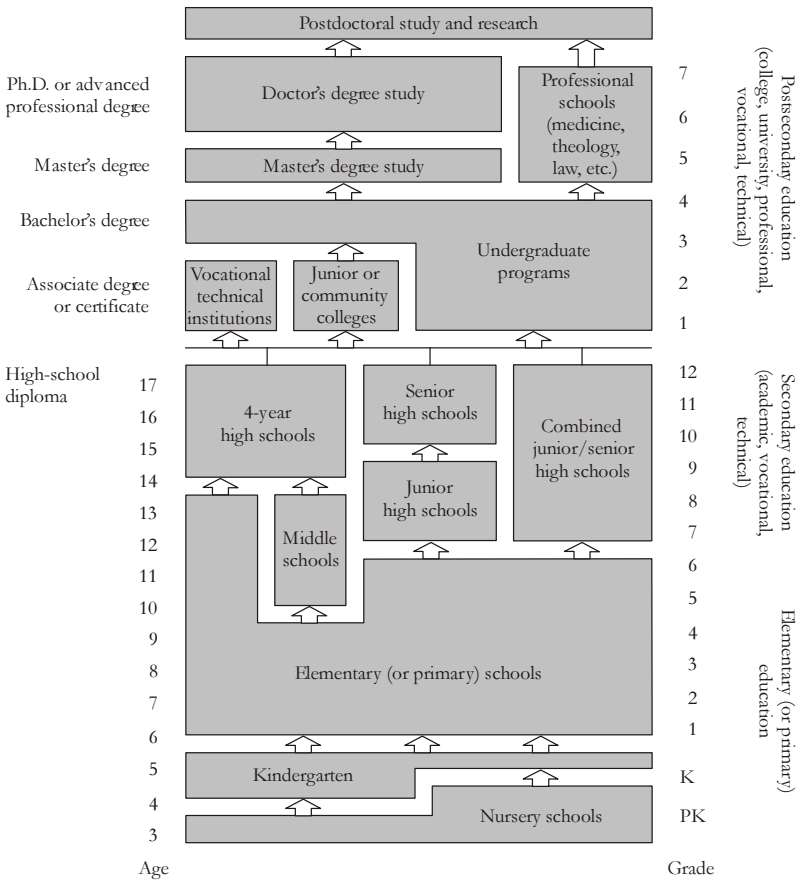 Postdoctoral study and research
Ph.D. or advanced
professional degree
Doctor's degree study
Professional
schools
(medicine,
theology,
law, etc.)
7
6
5
Master's degree
Master's degree study
Bachelor's degree
Undergraduate
programs
4
3
2
1
Associate degree
or certificate
Vocational
technical
institutions
Junior or
community
colleges
Postsecondary education
(college, university, professional,
vocational, technical)
High-school
diploma
17
16
15
14
13
12
11
10
9
8
7
6
5
4
3
Age
4-year
high schools
Senior
high schools
Combined
junior/senior
high schools
Junior
high schools
Middle
schools
Elementary (or primary) schools
Kindergarten
Nursery schools
12
11
10
9
8
7
6
5
4
3
2
1
K
PK
Grade
Secondary education
(academic, vocational,
technical)
Elementary (or primary)
education